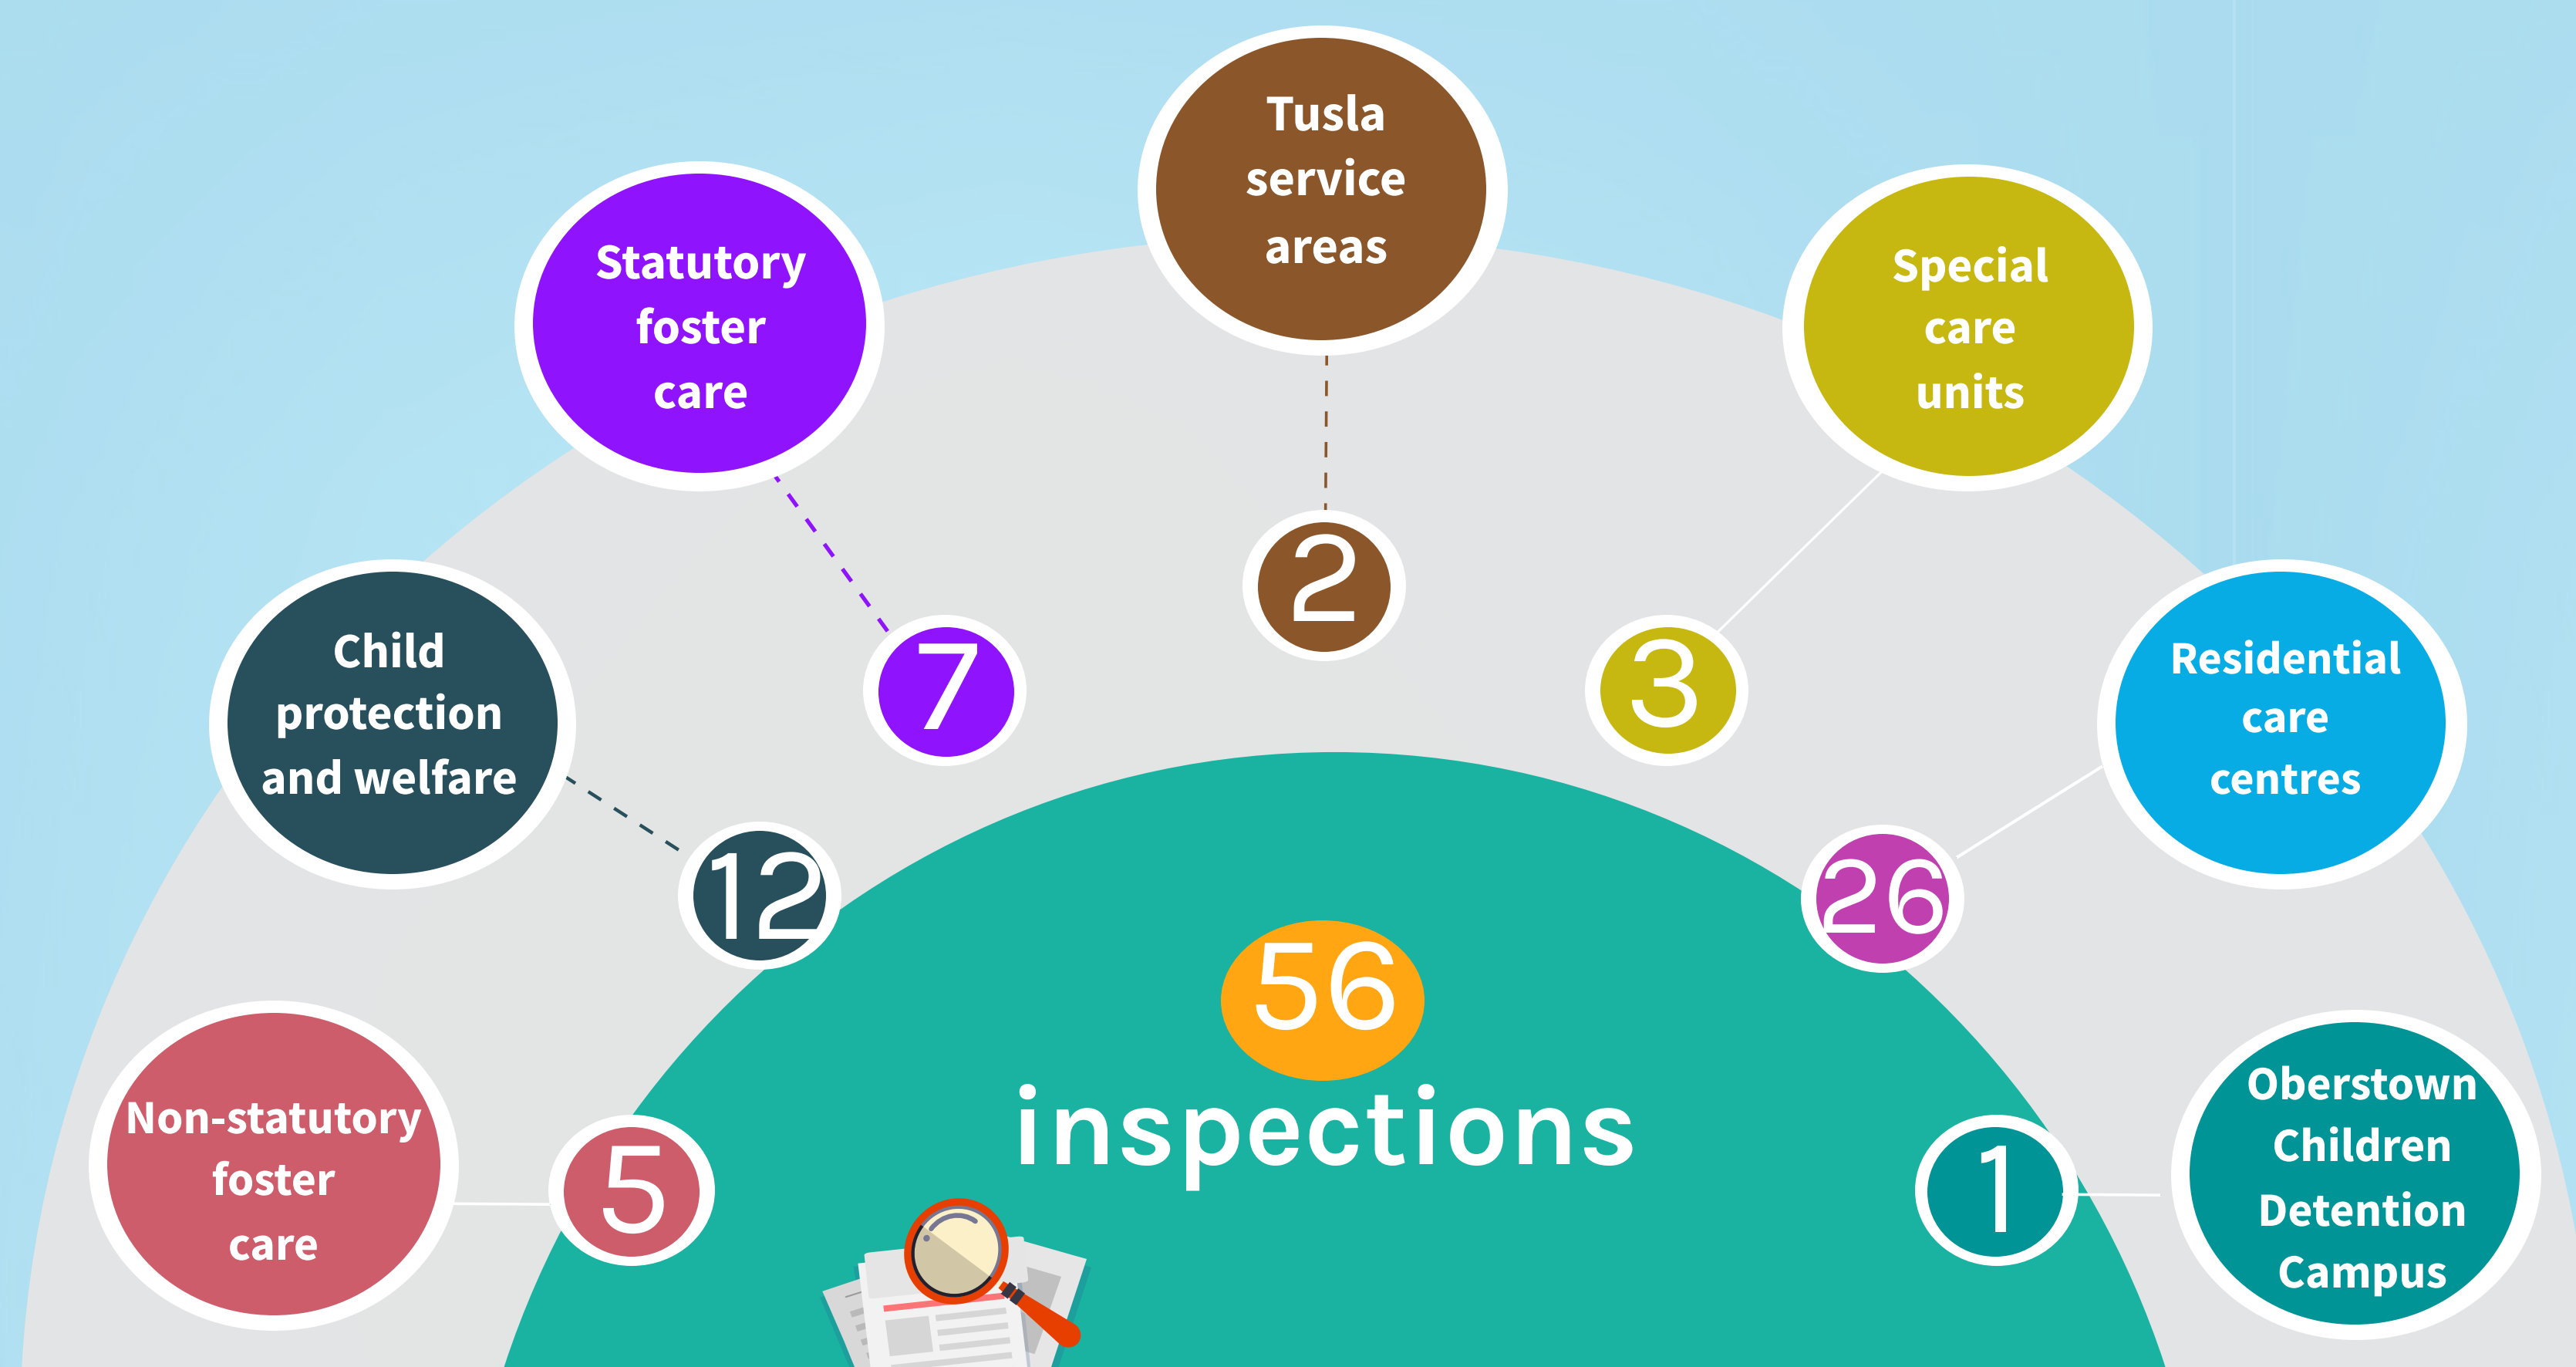 Tusla
service
areas
2
Statutory
foster
care
7
Special
care
units
3
Child
protection
and welfare
12
Residential
care
centres
26
Non-statutory
foster
care
5
Oberstown
Children
Detention
Campus
1
56
inspections